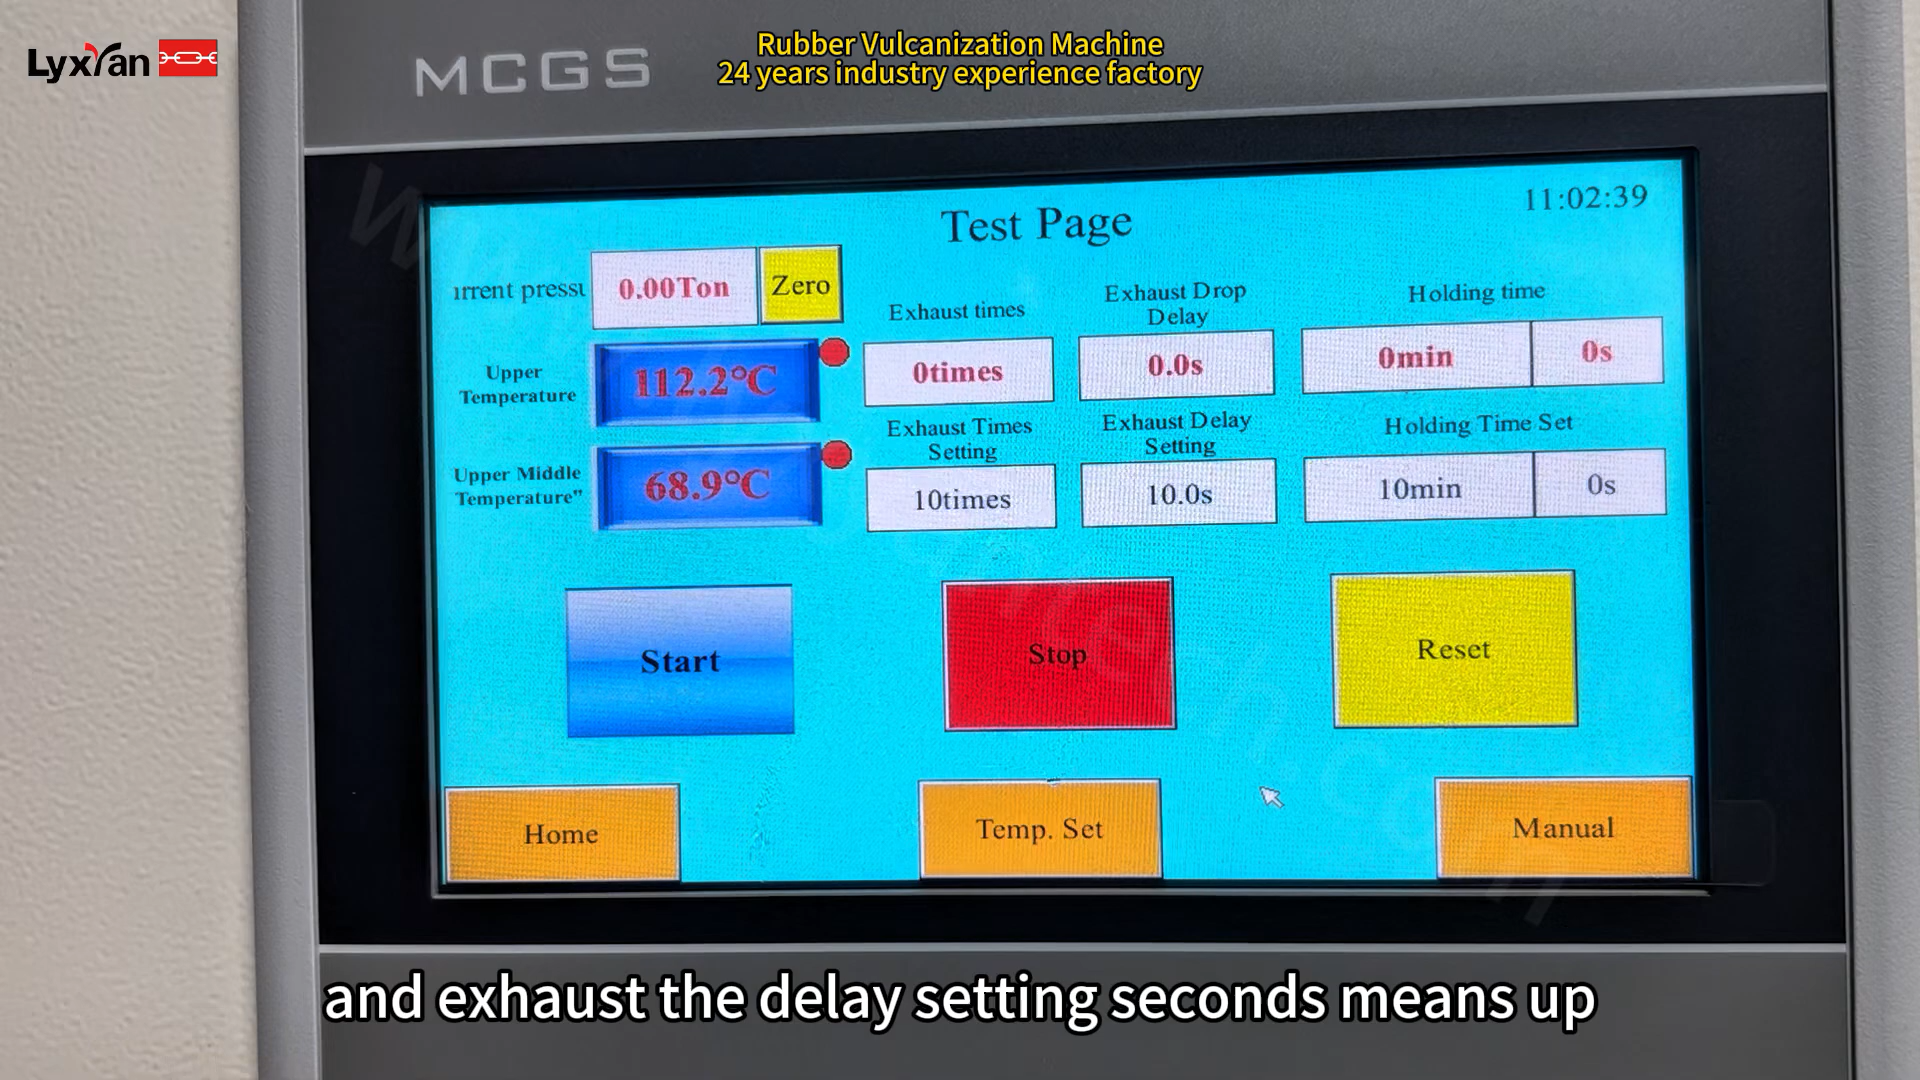 Lyxyan
MCGS
Rubber Vulcanization Machine
24 years industry experience factory
Test Page
11:02:39
ırrent pressu
0.00Ton
Zero
Upper
Temperature
112.2°C
Upper Middle
Temperature"
68.9°C
Exhaust times
0times
Exhaust Drop
Delay
0.0s
Holding time
0min
0s
Exhaust Times
Setting
10times
Exhaust Delay
Setting
10.0s
Holding Time Set
10min
0s
Start
Stop
Reset
Home
Temp. Set
Manual
and exhaust the delay setting seconds means up